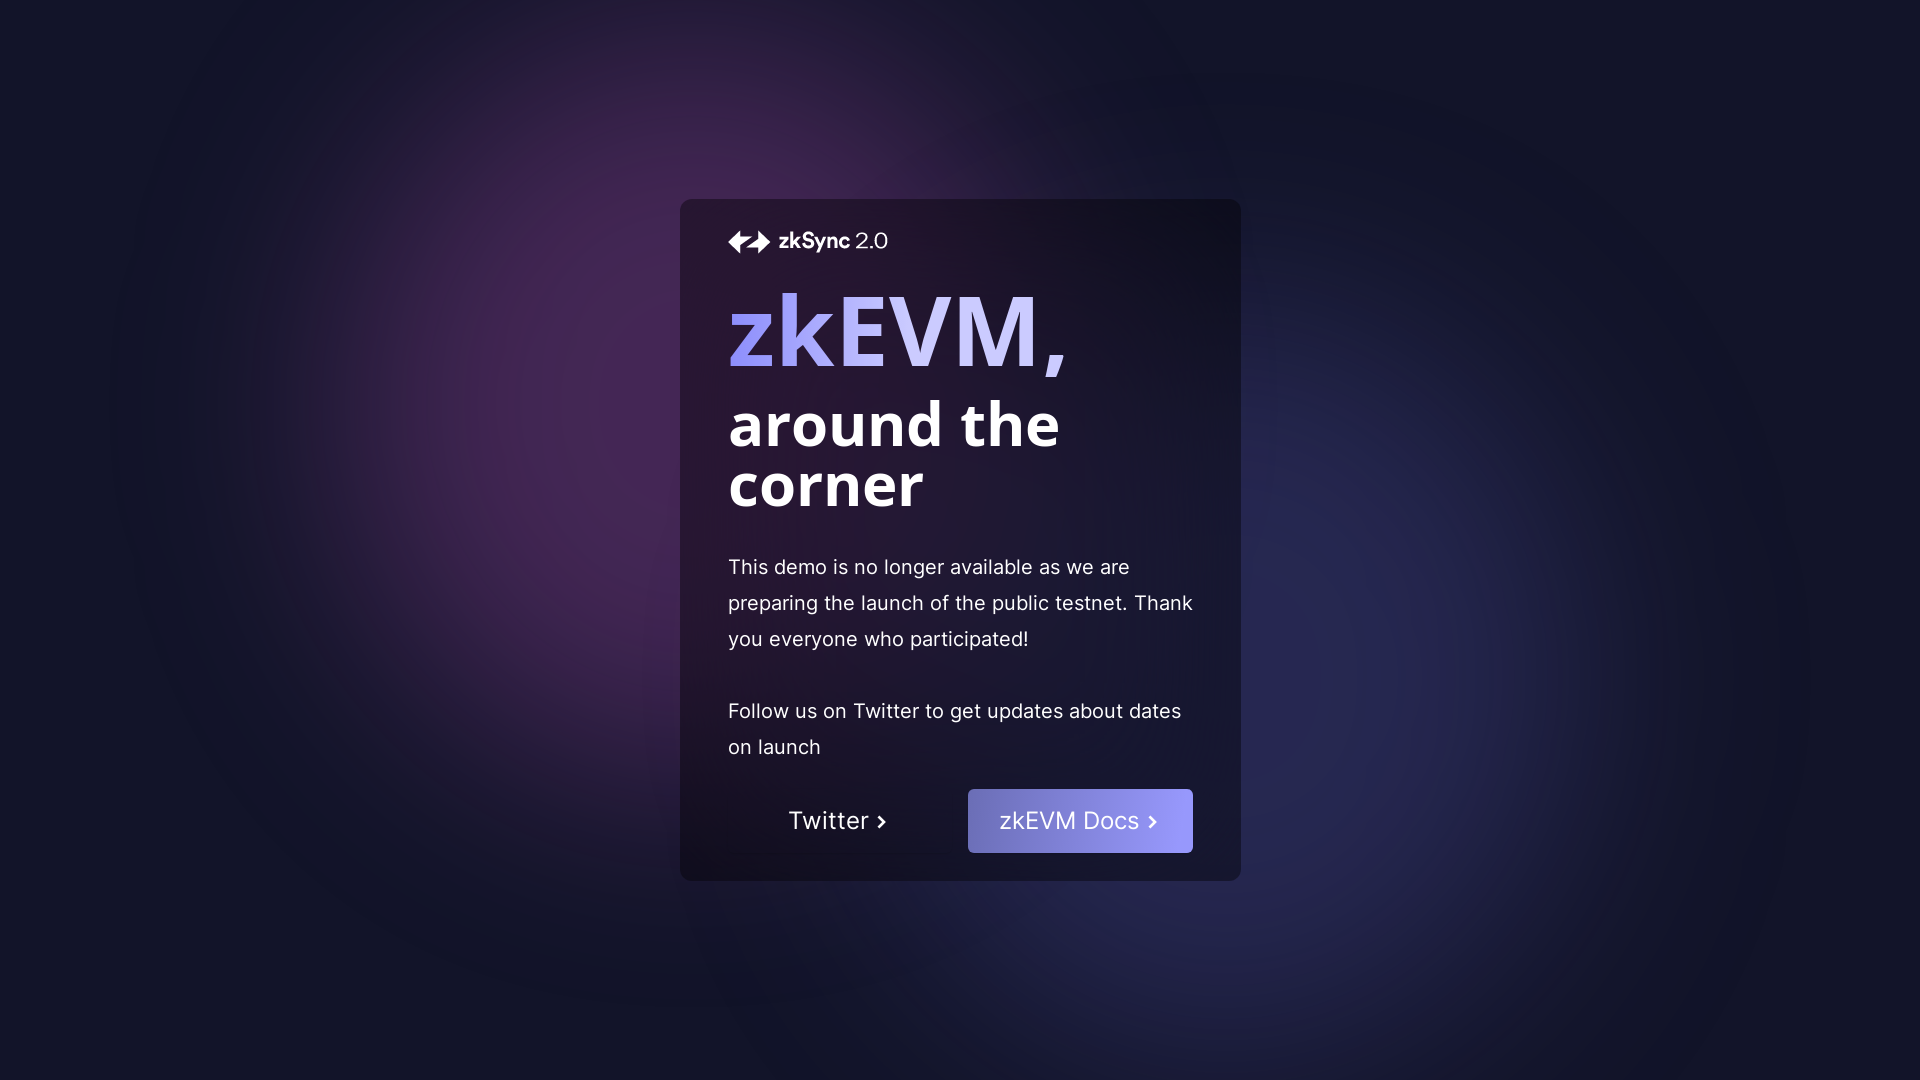 zkSync 2.0
zkEVM,
around the
corner
This demo is no longer available as we are
preparing the launch of the public testnet. Thank
you everyone who participated!
Follow us on Twitter to get updates about dates
on launch
Twitter
zkEVM Docs